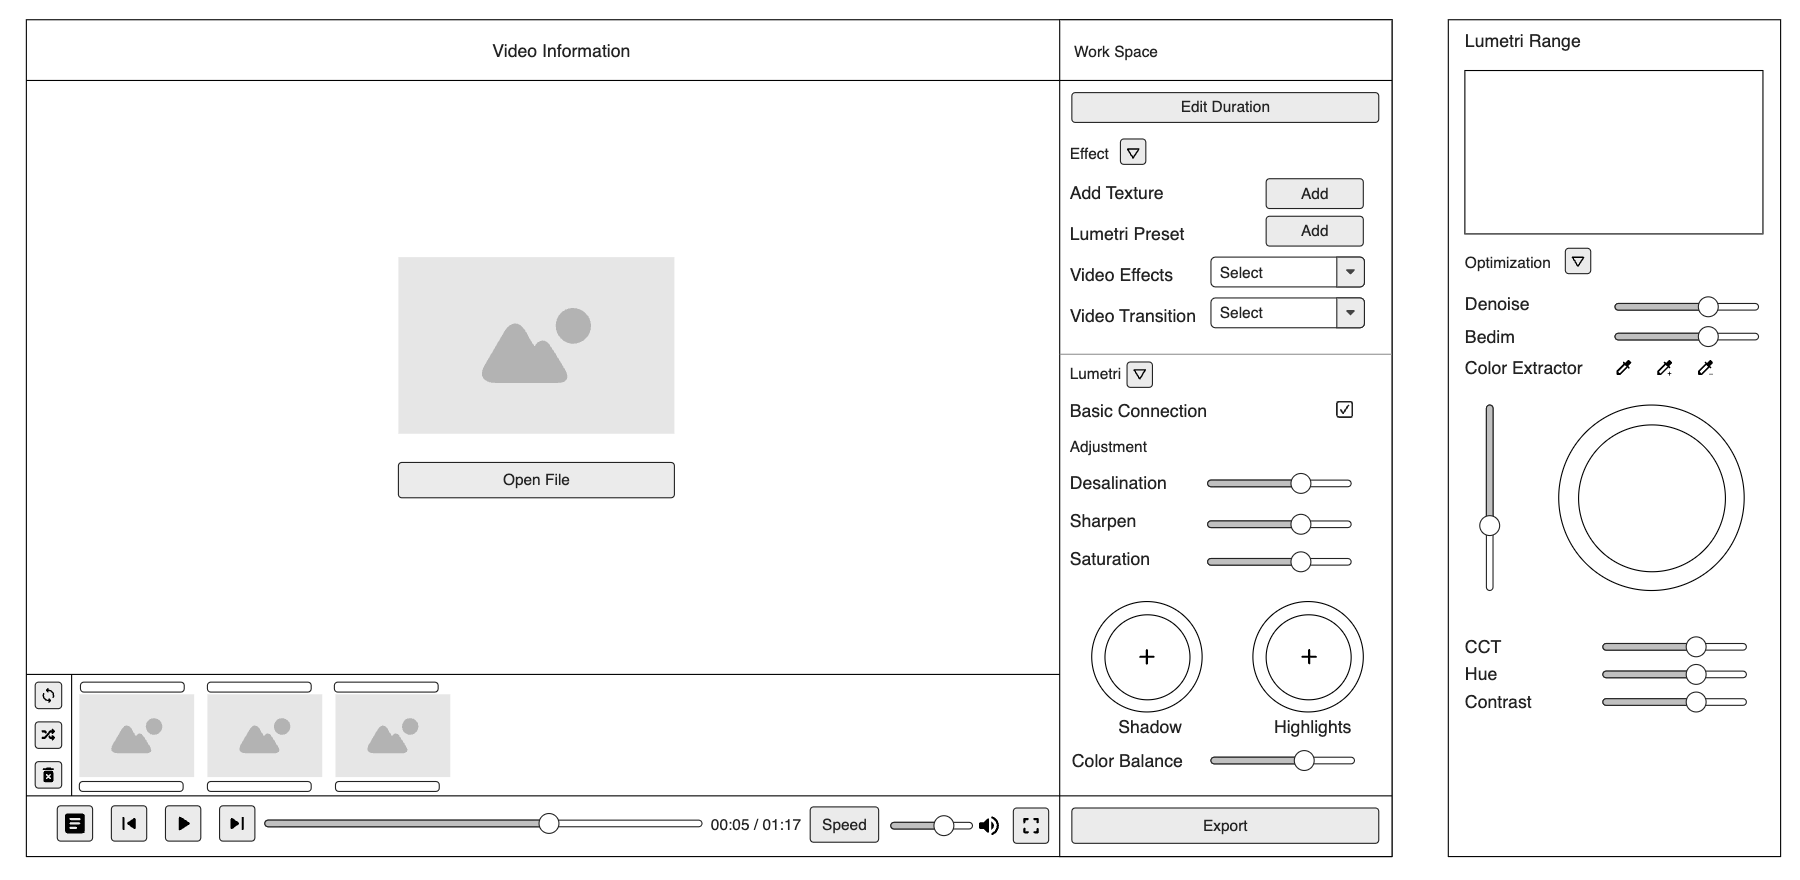 Video Information
Work Space
Edit Duration
Effect
Add Texture
Add
Lumetri Preset
Add
Video Effects
Select
Video Transition
Select
Lumetri
Basic Connection
Adjustment
Desalination
Sharpen
Saturation
Shadow
Highlights
Color Balance
Export
Open File
00:05 / 01:17
Speed
Lumetri Range
Optimization
Denoise
Bedim
Color Extractor
CCT
Hue
Contrast